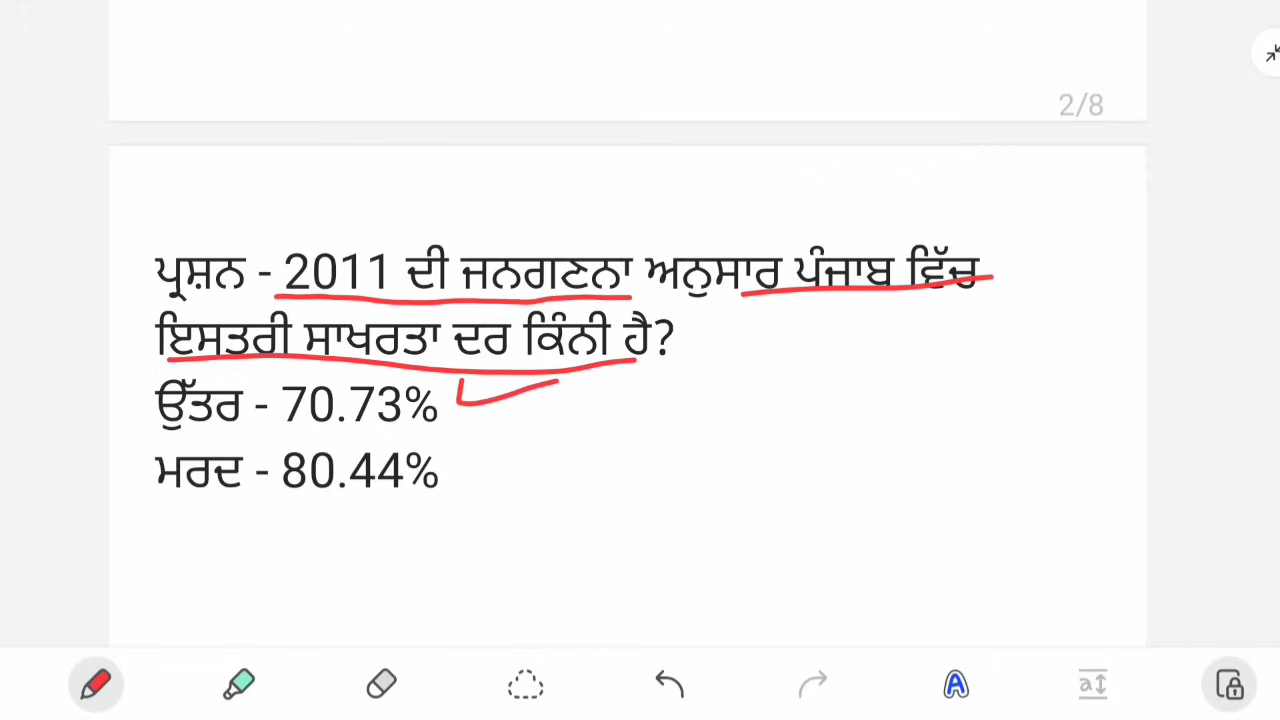 2/8
ਪ੍ਰਸ਼ਨ - 2011 ਦੀ ਜਨਗਣਨਾ ਅਨੁਸਾਰ ਪੰਜਾਬ ਵਿੱਚ
ਇਸਤਰੀ ਸਾਖਰਤਾ ਦਰ ਕਿੰਨੀ ਹੈ?
ਉੱਤਰ - 70.73%
ਮਰਦ - 80.44%
A a